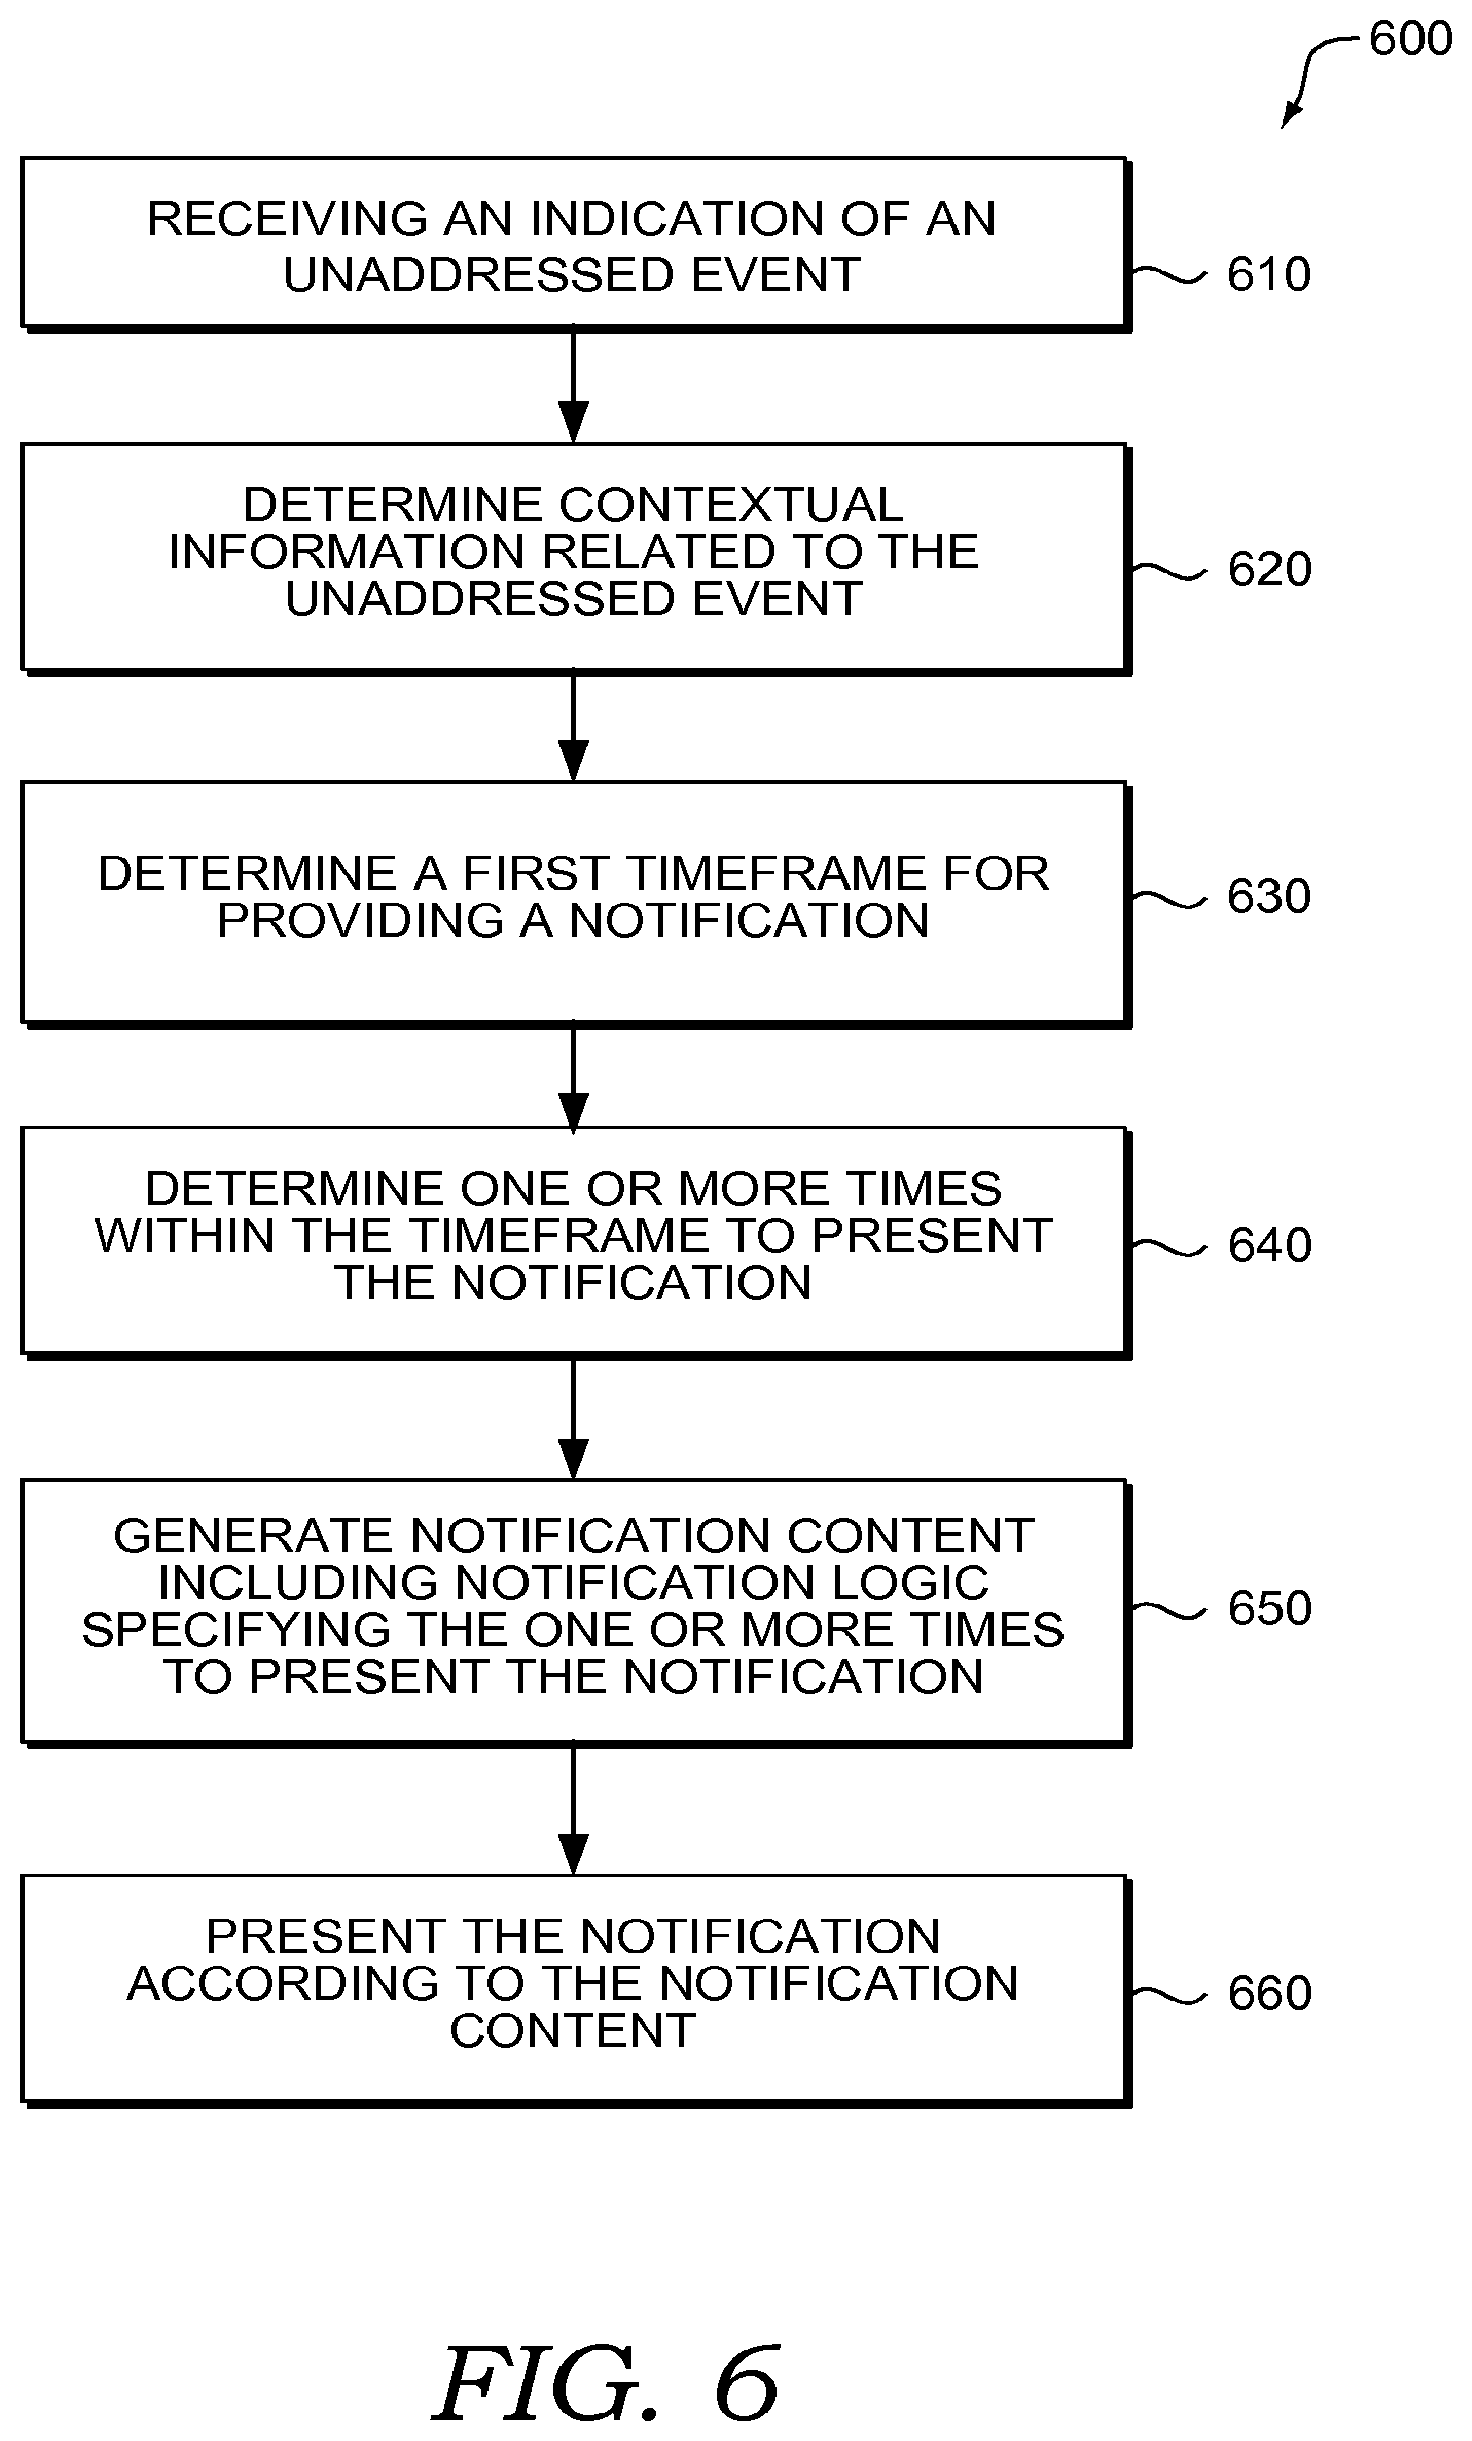 600
RECEIVING AN INDICATION OF AN
UNADDRESSED EVENT
610
DETERMINE CONTEXTUAL
INFORMATION RELATED TO THE
UNADDRESSED EVENT
620
DETERMINE A FIRST TIMEFRAME FOR
PROVIDING A NOTIFICATION
630
DETERMINE ONE OR MORE TIMES
WITHIN THE TIMEFRAME TO PRESENT
THE NOTIFICATION
640
GENERATE NOTIFICATION CONTENT
INCLUDING NOTIFICATION LOGIC
SPECIFYING THE ONE OR MORE TIMES
TO PRESENT THE NOTIFICATION
650
PRESENT THE NOTIFICATION
ACCORDING TO THE NOTIFICATION
CONTENT
660
FIG. 6